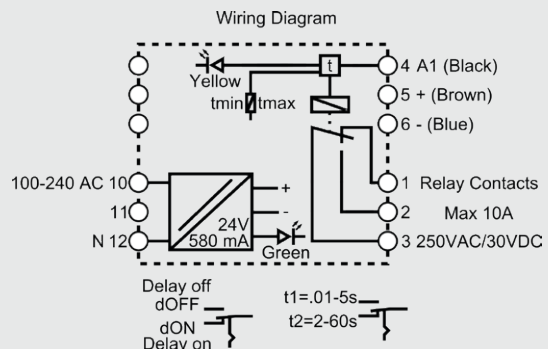 Wiring Diagram
4 A1 (Black)
Yellow
t
5 + (Brown)
tmin tmax
6 - (Blue)
100-240 AC 10
+
1 Relay Contacts
11
-
2 Max 10A
24V
N 12
580 mA
3 250VAC/30VDC
Green
Delay off
dOFF
t1=.01-5s
dON
t2=2-60s
Delay on